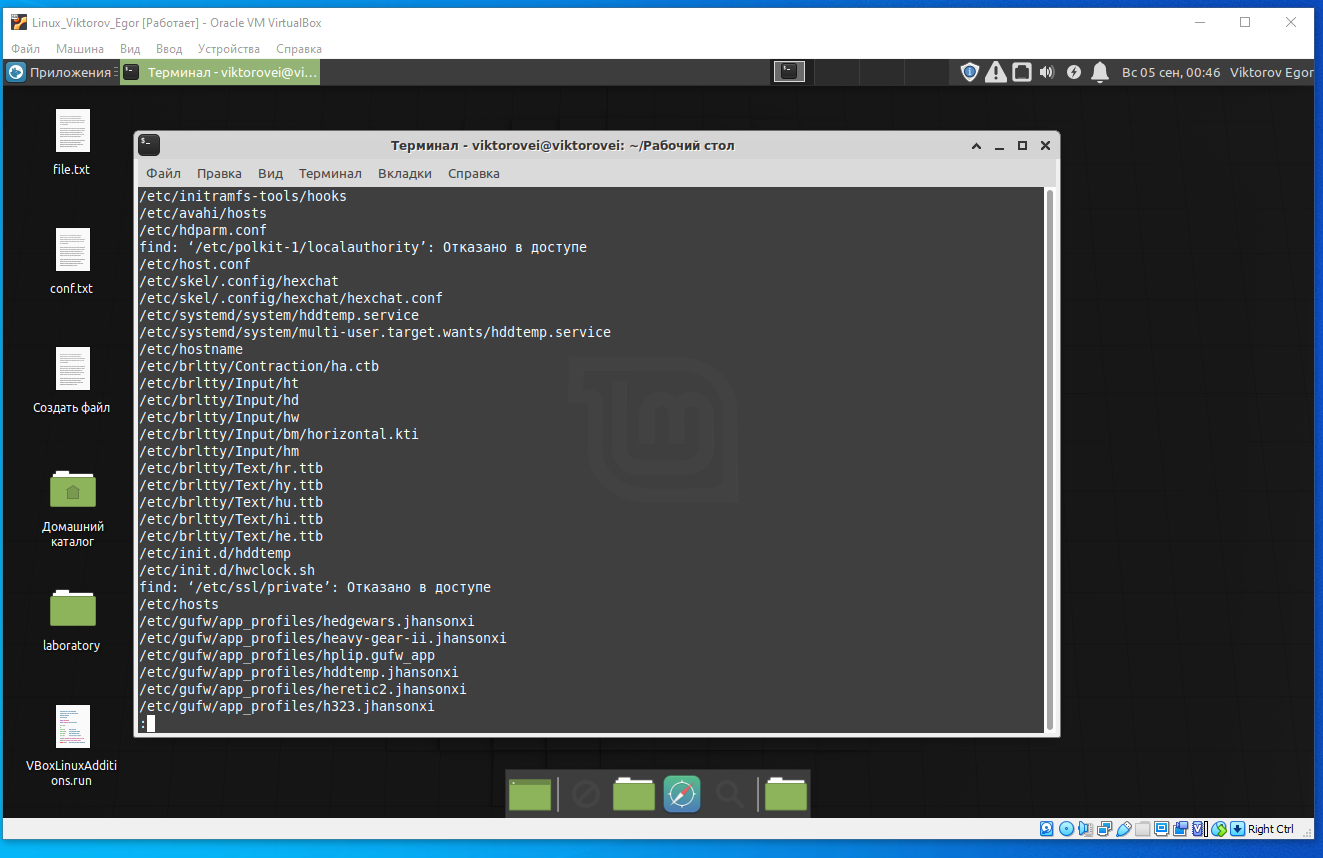 Linux_Viktorov_Egor [Работает] - Oracle VM VirtualBox
Файл Машина Вид Ввод Устройства Справка
Приложения
Терминал - viktorovei@vi...
Вс 05 сен, 00:46 Viktorov Egor
file.txt
conf.txt
Создать файл
Домашний
каталог
laboratory
VBoxLinuxAdditi
ons.run
Терминал - viktorovei@viktorovei: ~/Рабочий стол
Файл Правка Вид Терминал Вкладки Справка
/etc/initramfs-tools/hooks
/etc/avahi/hosts
/etc/hdparm.conf
find: ‘/etc/polkit-1/localauthority’: Отказано в доступе
/etc/host.conf
/etc/skel/.config/hexchat
/etc/skel/.config/hexchat/hexchat.conf
/etc/systemd/system/hddtemp.service
/etc/systemd/system/multi-user.target.wants/hddtemp.service
/etc/hostname
/etc/brltty/Contraction/ha.ctb
/etc/brltty/Input/ht
/etc/brltty/Input/hd
/etc/brltty/Input/hw
/etc/brltty/Input/bm/horizontal.kti
/etc/brltty/Input/hm
/etc/brltty/Text/hr.ttb
/etc/brltty/Text/hy.ttb
/etc/brltty/Text/hu.ttb
/etc/brltty/Text/hi.ttb
/etc/brltty/Text/he.ttb
/etc/init.d/hddtemp
/etc/init.d/hwclock.sh
find: ‘/etc/ssl/private’: Отказано в доступе
/etc/hosts
/etc/gufw/app_profiles/hedgewars.jhansonxi
/etc/gufw/app_profiles/heavy-gear-ii.jhansonxi
/etc/gufw/app_profiles/hplip.gufw_app
/etc/gufw/app_profiles/hddtemp.jhansonxi
/etc/gufw/app_profiles/heretic2.jhansonxi
/etc/gufw/app_profiles/h323.jhansonxi
:
Right Ctrl